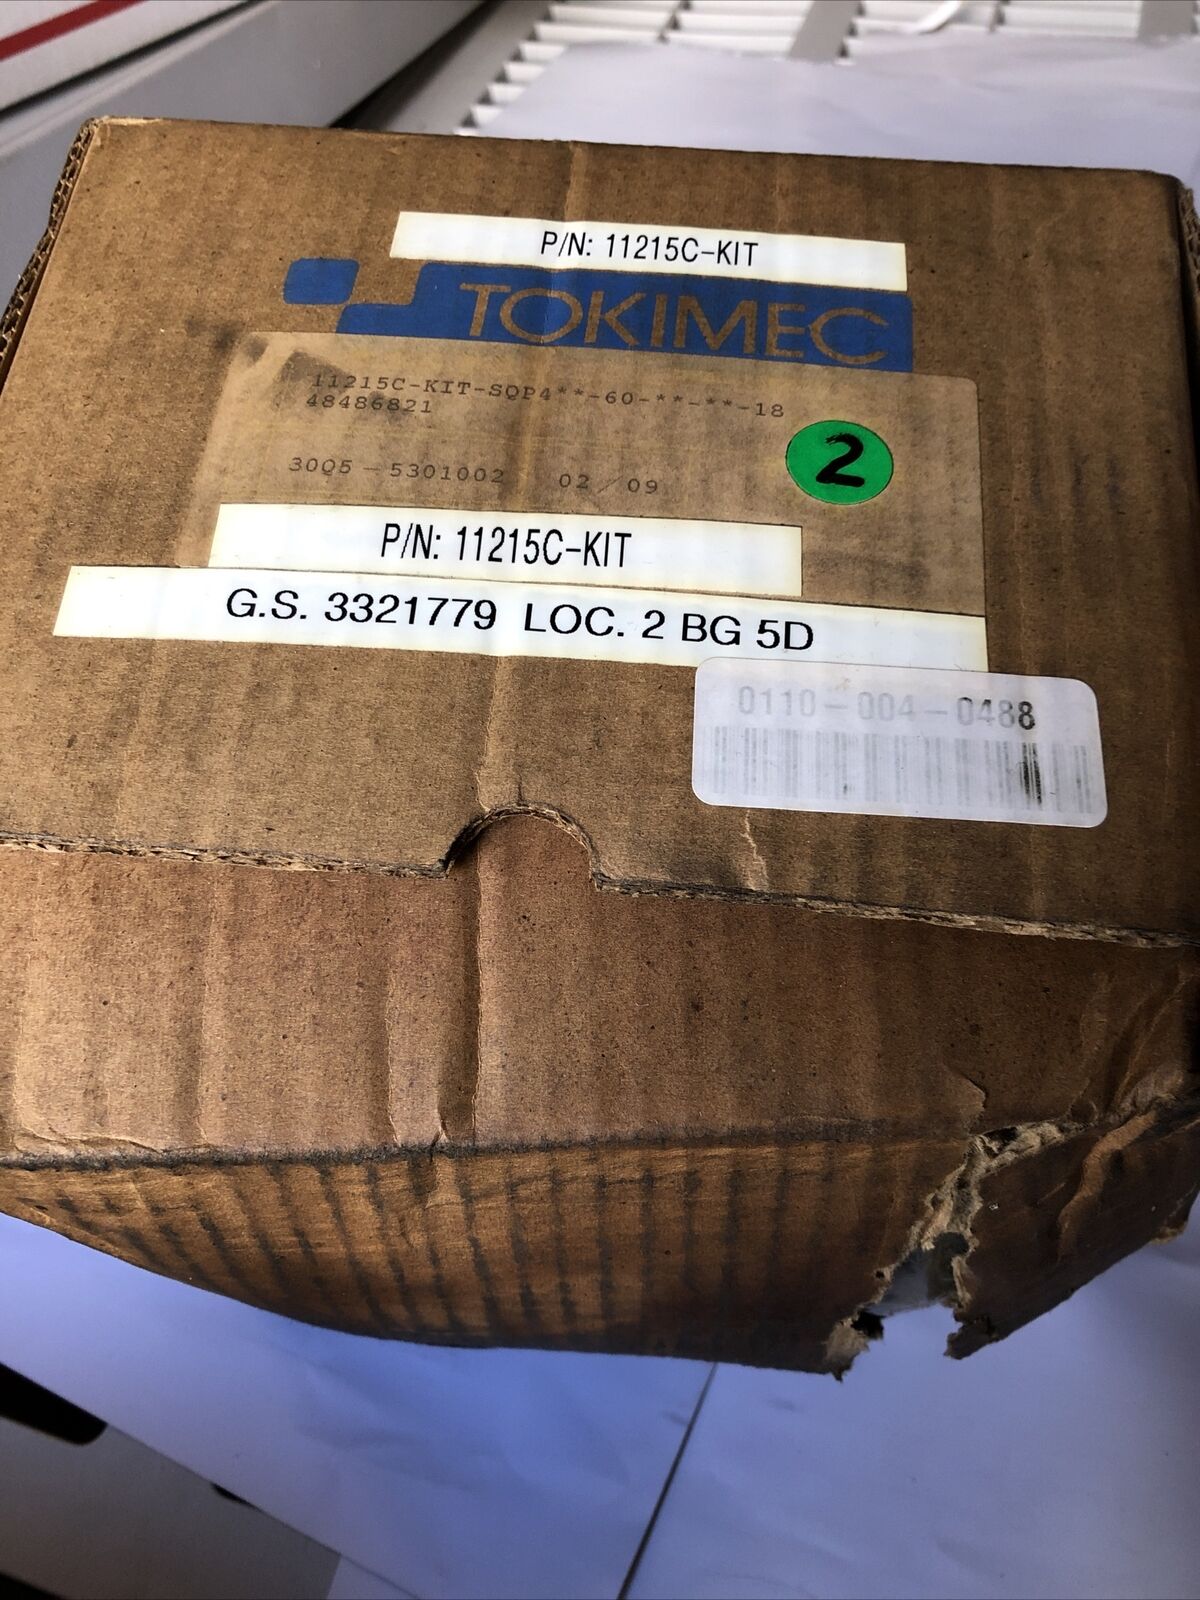 P/N: 11215C-KIT
TOKIMEC
11215C-KIT-SQP4**-60-**-**-18
48486821
30Q5-5301002 02/09
2
P/N: 11215C-KIT
G.S. 3321779 LOC. 2 BG 5D
0110-004-0488